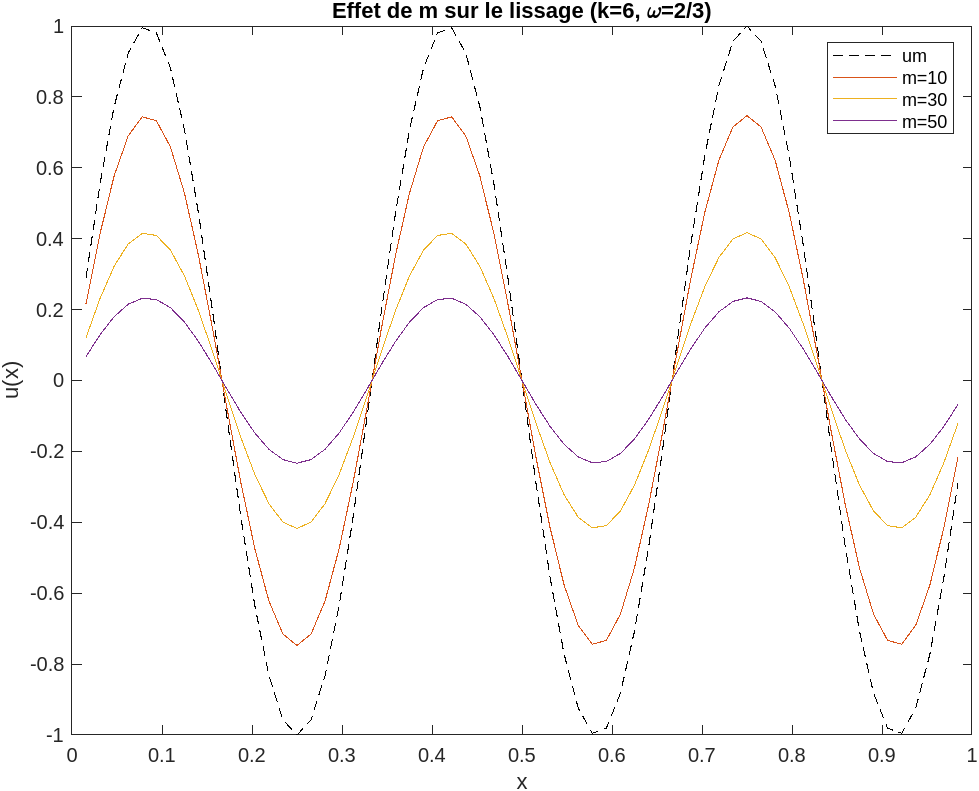 Effet de m sur le lissage (k=6, ω=2/3)
um
m=10
m=30
m=50
1
0.8
0.6
0.4
0.2
0
-0.2
-0.4
-0.6
-0.8
-1
u(x)
0 0.1 0.2 0.3 0.4 0.5 0.6 0.7 0.8 0.9 1
x